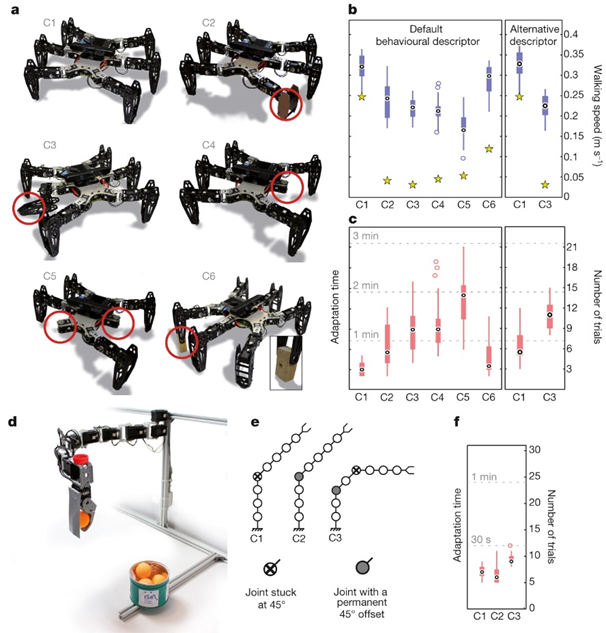 a
C1
C2
C3
C4
C5
C6
b
Default
behavioural descriptor
Alternative
descriptor
0.4
0.35
0.3
0.25
0.2
0.15
0.1
0.05
0
Walking speed (m s⁻¹)
C1 C2 C3 C4 C5 C6
C1 C3
c
3 min
2 min
1 min
Adaptation time
21
18
15
12
9
6
3
Number of trials
C1 C2 C3 C4 C5 C6
C1 C3
d
e
C1 C2 C3
Joint stuck
at 45°
Joint with a
permanent
45° offset
f
1 min
30 s
Adaptation time
30
25
20
15
10
5
0
Number of trials
C1 C2 C3